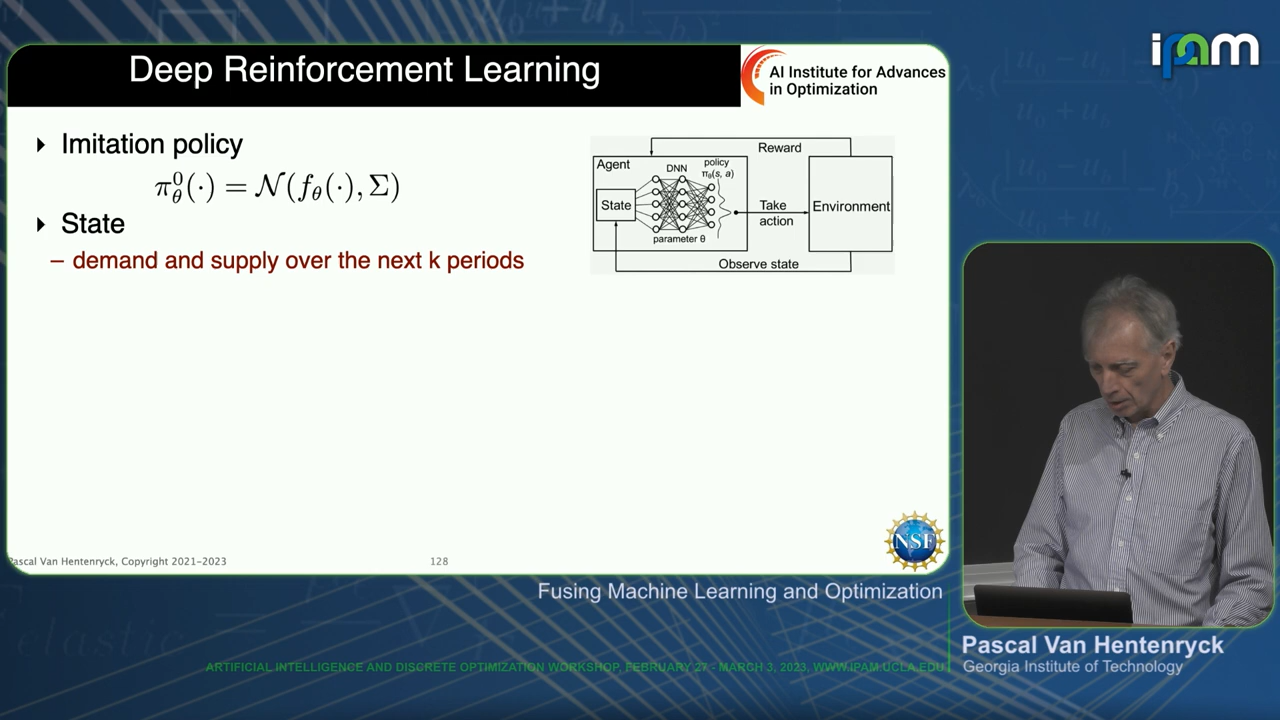 ipam
Deep Reinforcement Learning
AI Institute for Advances
in Optimization
Imitation policy
π⁰_θ(·) = 𝒩(f_θ(·), Σ)
State
– demand and supply over the next k periods
Reward
Agent
DNN
policy
π_θ(s, a)
State
Take
action
Environment
parameter θ
Observe state
NSF
Pascal Van Hentenryck, Copyright 2021-2023
128
Fusing Machine Learning and Optimization
Pascal Van Hentenryck
Georgia Institute of Technology
ARTIFICIAL INTELLIGENCE AND DISCRETE OPTIMIZATION WORKSHOP, FEBRUARY 27 - MARCH 3, 2023, WWW.IPAM.UCLA.EDU
elastic